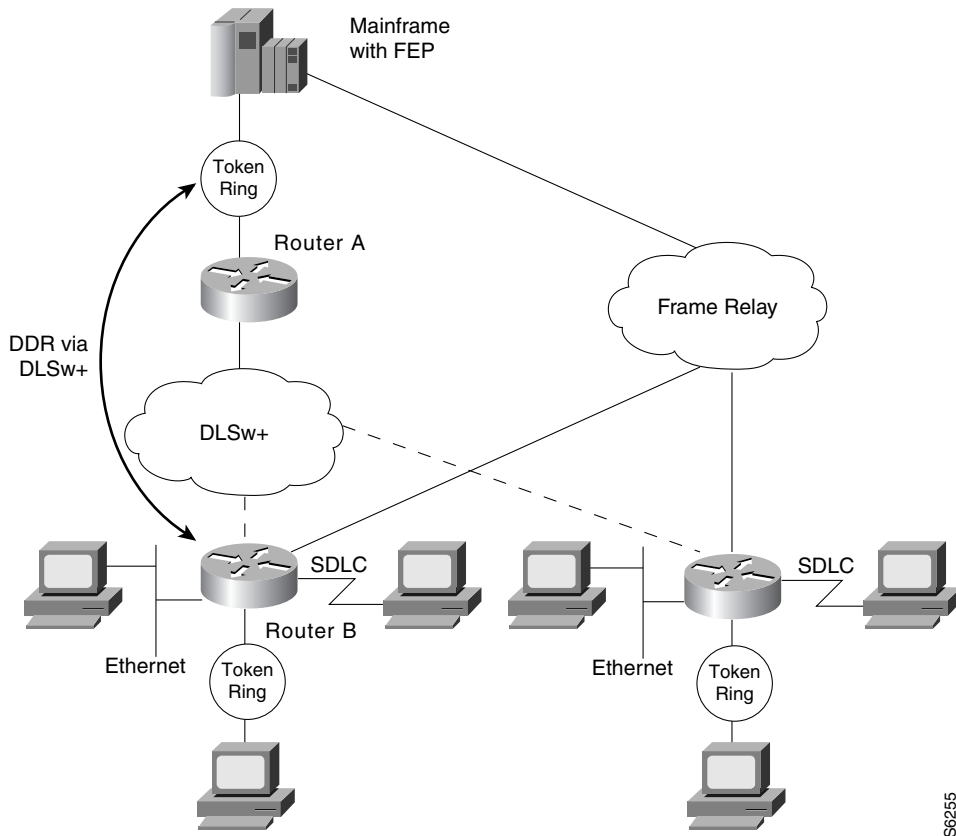 Mainframe
with FEP
Token
Ring
Router A
Frame Relay
DDR via
DLSw+
DLSw+
SDLC
SDLC
Router B
Ethernet
Token
Ring
Ethernet
Token
Ring
S6255